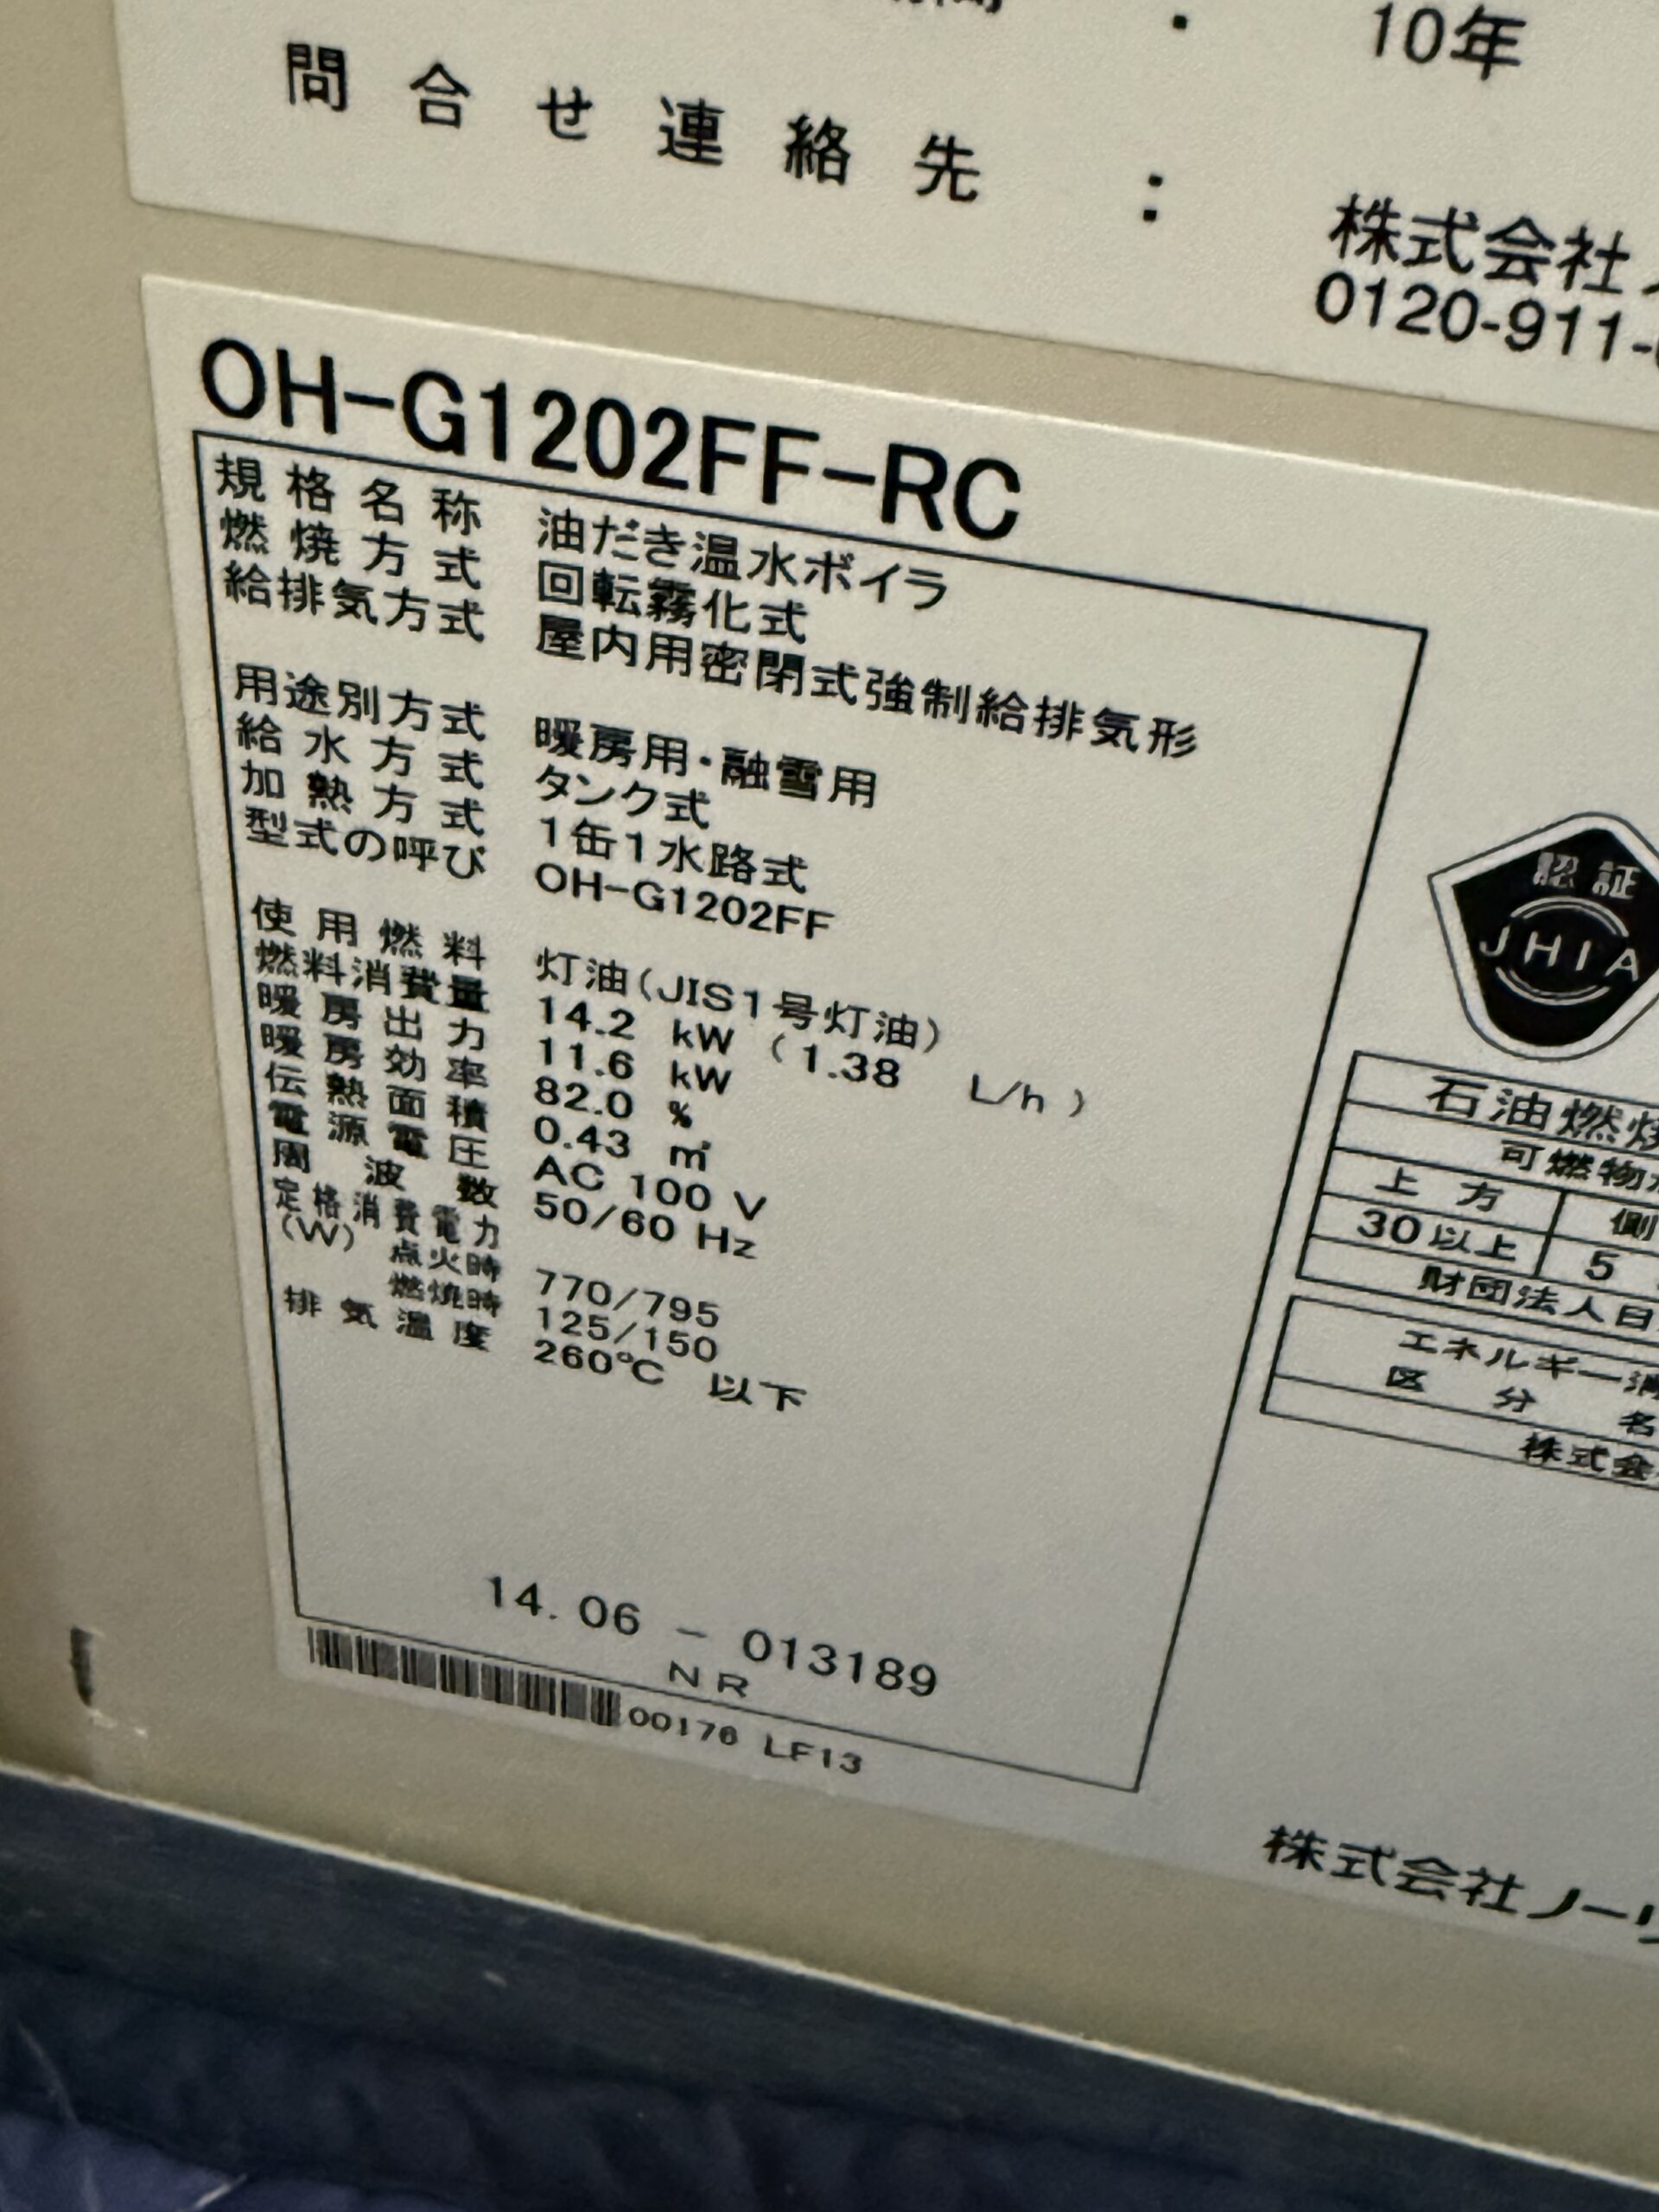 10年
問合せ連絡先 :
株式会社
0120-911-
OH-G1202FF-RC
規格名称 油だき温水ボイラ
燃焼方式 回転霧化式
給排気方式 屋内用密閉式強制給排気形
用途別方式 暖房用・融雪用
給水方式 タンク式
加熱方式 1缶1水路式
型式の呼び OH-G1202FF
使用燃料 灯油(JIS1号灯油)
燃料消費量 14.2 kW (1.38 L/h)
暖房出力 11.6 kW
暖房効率 82.0 %
伝熱面積 0.43 ㎡
電源電圧 AC 100 V
周波数 50/60 Hz
定格消費電力
(W) 点火時 770/795
燃焼時 125/150
排気温度 260℃ 以下
14.06 - 013189
NR
00176 LF13
認証
JHIA
石油燃焼
可燃物
上方 側
30以上 5
財団法人日
エネルギー消
区分名
株式会
株式会社ノーリ